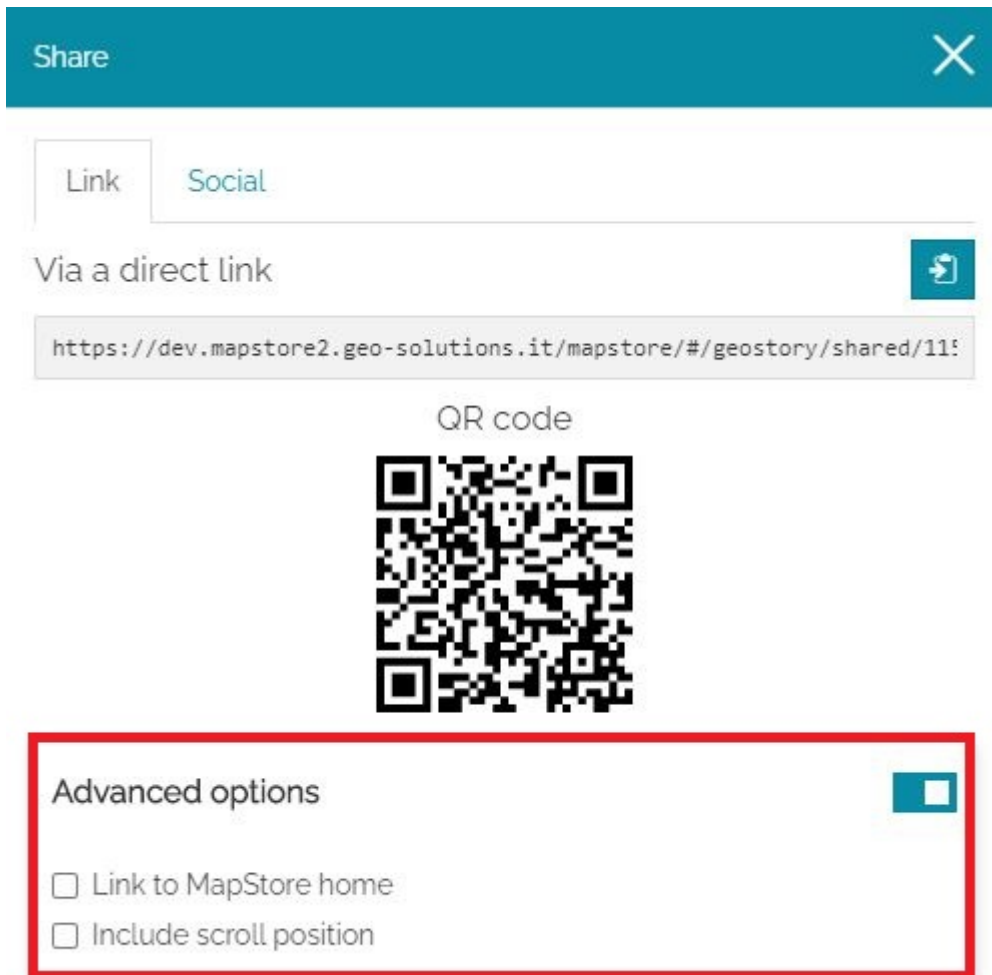 Share
Link Social
Via a direct link
https://dev.mapstore2.geo-solutions.it/mapstore/#/geostory/shared/115
QR code
Advanced options
Link to MapStore home
Include scroll position